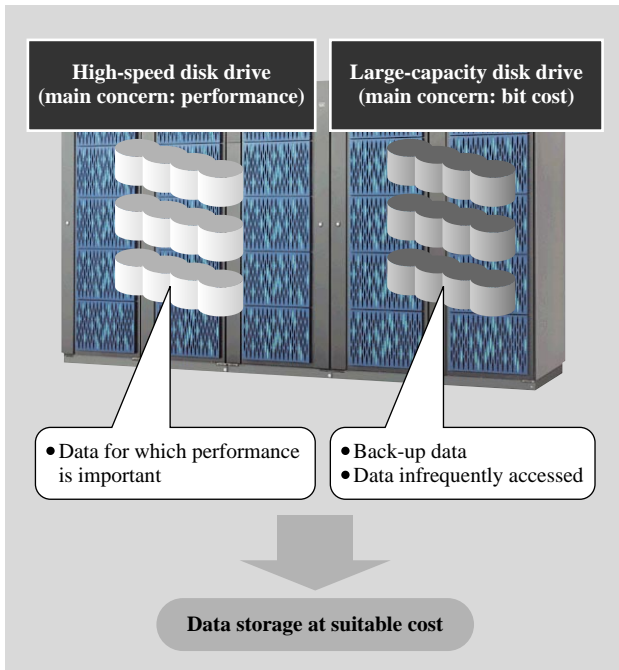 High-speed disk drive
(main concern: performance)
Large-capacity disk drive
(main concern: bit cost)
• Data for which performance
is important
• Back-up data
• Data infrequently accessed
Data storage at suitable cost